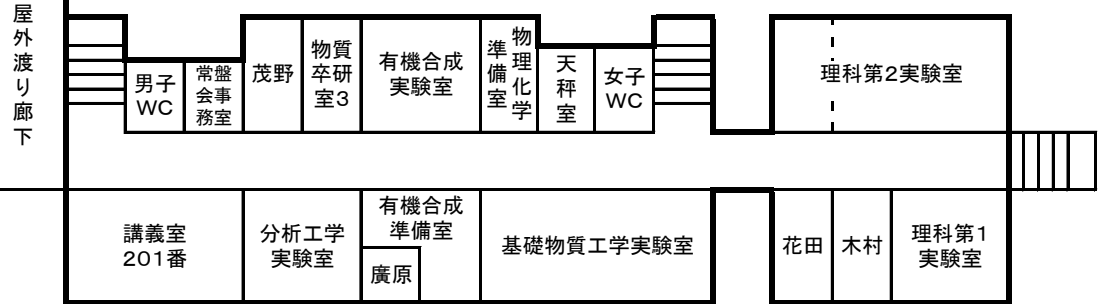 屋外渡り廊下
男子
WC
常盤
会事
務室
茂野
物質
卒研
室3
有機合成
実験室
物理化学
準備室
天秤室
女子
WC
理科第2実験室
講義室
201番
分析工学
実験室
有機合成
準備室
廣原
基礎物質工学実験室
花田
木村
理科第1
実験室